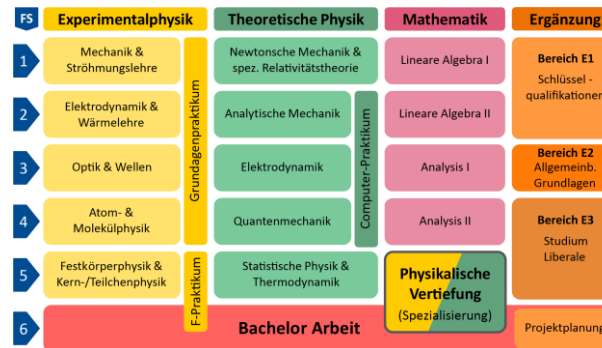 FS
Experimentalphysik
Theoretische Physik
Mathematik
Ergänzung
1
Mechanik &
Ströhmungslehre
Newtonsche Mechanik &
spez. Relativitätstheorie
Lineare Algebra I
Bereich E1
Schlüssel -
qualifikationen
2
Elektrodynamik &
Wärmelehre
Grundagenpraktikum
Analytische Mechanik
Computer-Praktikum
Lineare Algebra II
3
Optik & Wellen
Elektrodynamik
Analysis I
Bereich E2
Allgemeinb.
Grundlagen
4
Atom- &
Molekülphysik
Quantenmechanik
Analysis II
Bereich E3
Studium
Liberale
5
Festkörperphysik &
Kern-/Teilchenphysik
F-Praktikum
Statistische Physik &
Thermodynamik
Physikalische
Vertiefung
(Spezialisierung)
6
Bachelor Arbeit
Projektplanung